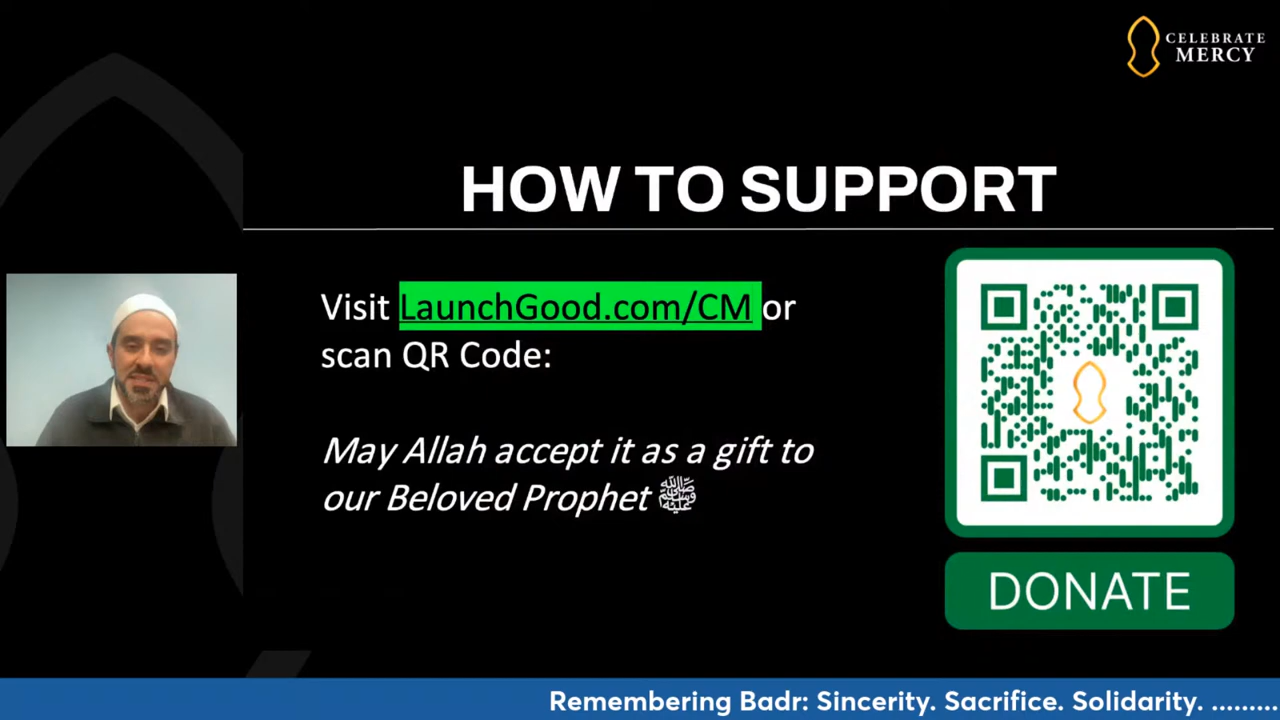 CELEBRATE
MERCY
HOW TO SUPPORT
Visit LaunchGood.com/CM or
scan QR Code:
May Allah accept it as a gift to
our Beloved Prophet ﷺ
DONATE
Remembering Badr: Sincerity. Sacrifice. Solidarity. .........